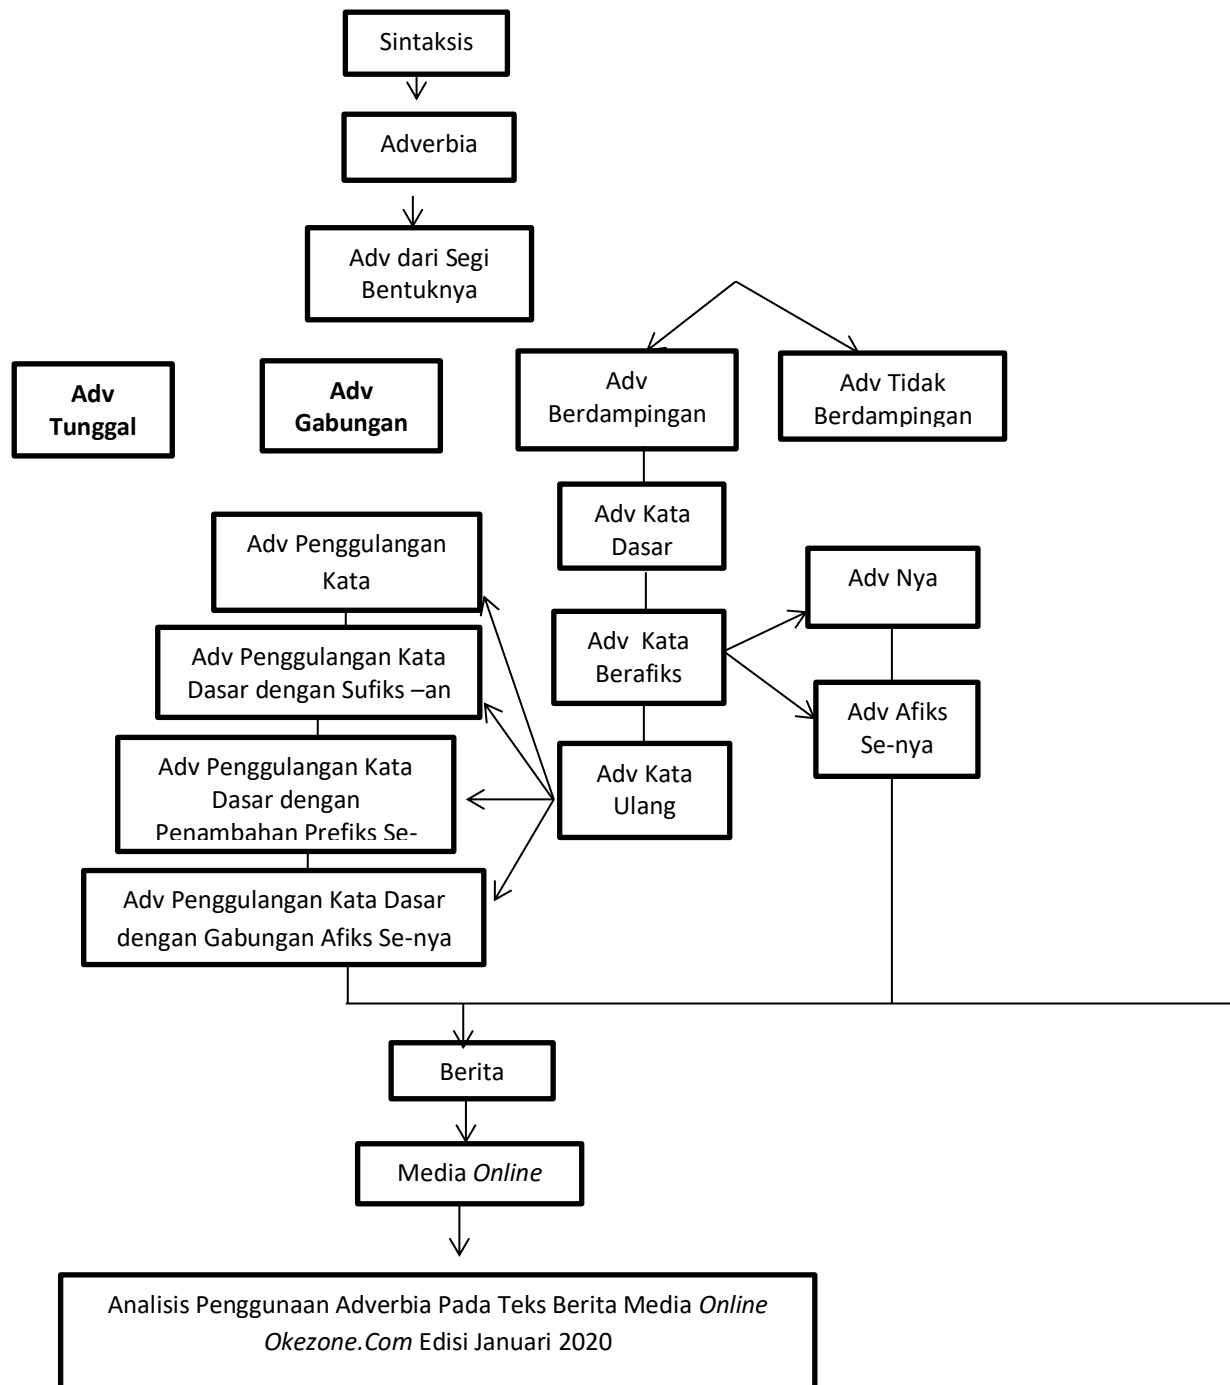 Sintaksis
Adverbia
Adv dari Segi
Bentuknya
Adv
Tunggal
Adv
Gabungan
Adv
Berdampingan
Adv Tidak
Berdampingan
Adv Kata
Dasar
Adv Penggulangan
Kata
Adv Nya
Adv Kata
Berafiks
Adv Penggulangan Kata
Dasar dengan Sufiks –an
Adv Afiks
Se-nya
Adv Penggulangan Kata
Dasar dengan
Penambahan Prefiks Se-
Adv Kata
Ulang
Adv Penggulangan Kata Dasar
dengan Gabungan Afiks Se-nya
Berita
Media Online
Analisis Penggunaan Adverbia Pada Teks Berita Media Online
Okezone.Com Edisi Januari 2020